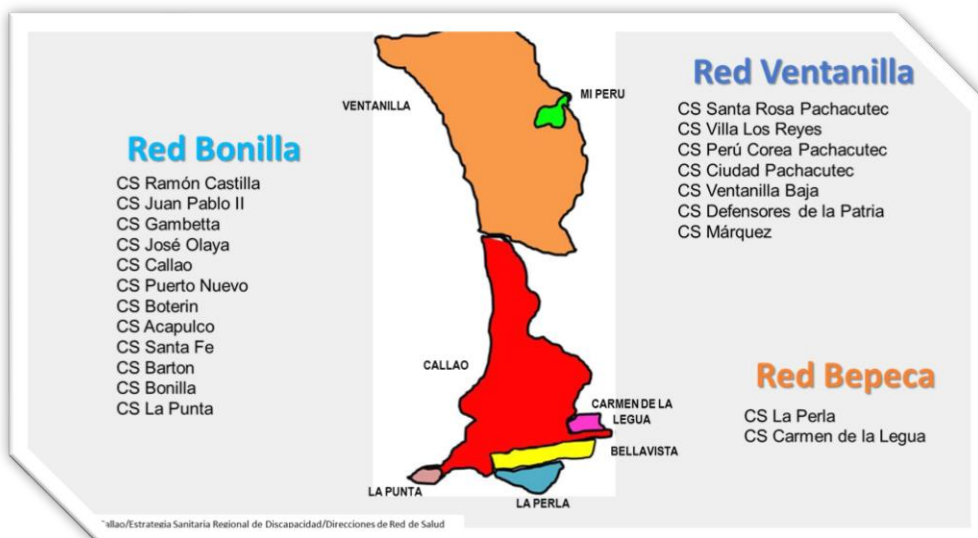 Red Bonilla
CS Ramón Castilla
CS Juan Pablo II
CS Gambetta
CS José Olaya
CS Callao
CS Puerto Nuevo
CS Boterin
CS Acapulco
CS Santa Fe
CS Barton
CS Bonilla
CS La Punta
VENTANILLA
MI PERU
CALLAO
CARMEN DE LA
LEGUA
BELLAVISTA
LA PUNTA
LA PERLA
Red Ventanilla
CS Santa Rosa Pachacutec
CS Villa Los Reyes
CS Perú Corea Pachacutec
CS Ciudad Pachacutec
CS Ventanilla Baja
CS Defensores de la Patria
CS Márquez
Red Bepeca
CS La Perla
CS Carmen de la Legua
allao/Estrategia Sanitaria Regional de Discapacidad/Direcciones de Red de Salud